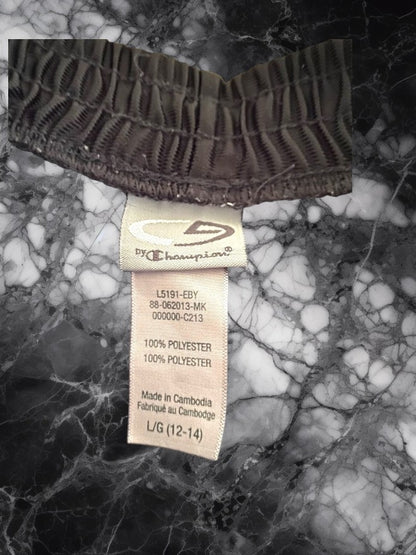 by Champion®
L5191-EBY
88-062013-MK
000000-C213
100% POLYESTER
100% POLYESTER
Made in Cambodia
Fabriqué au Cambodge
L/G (12-14)